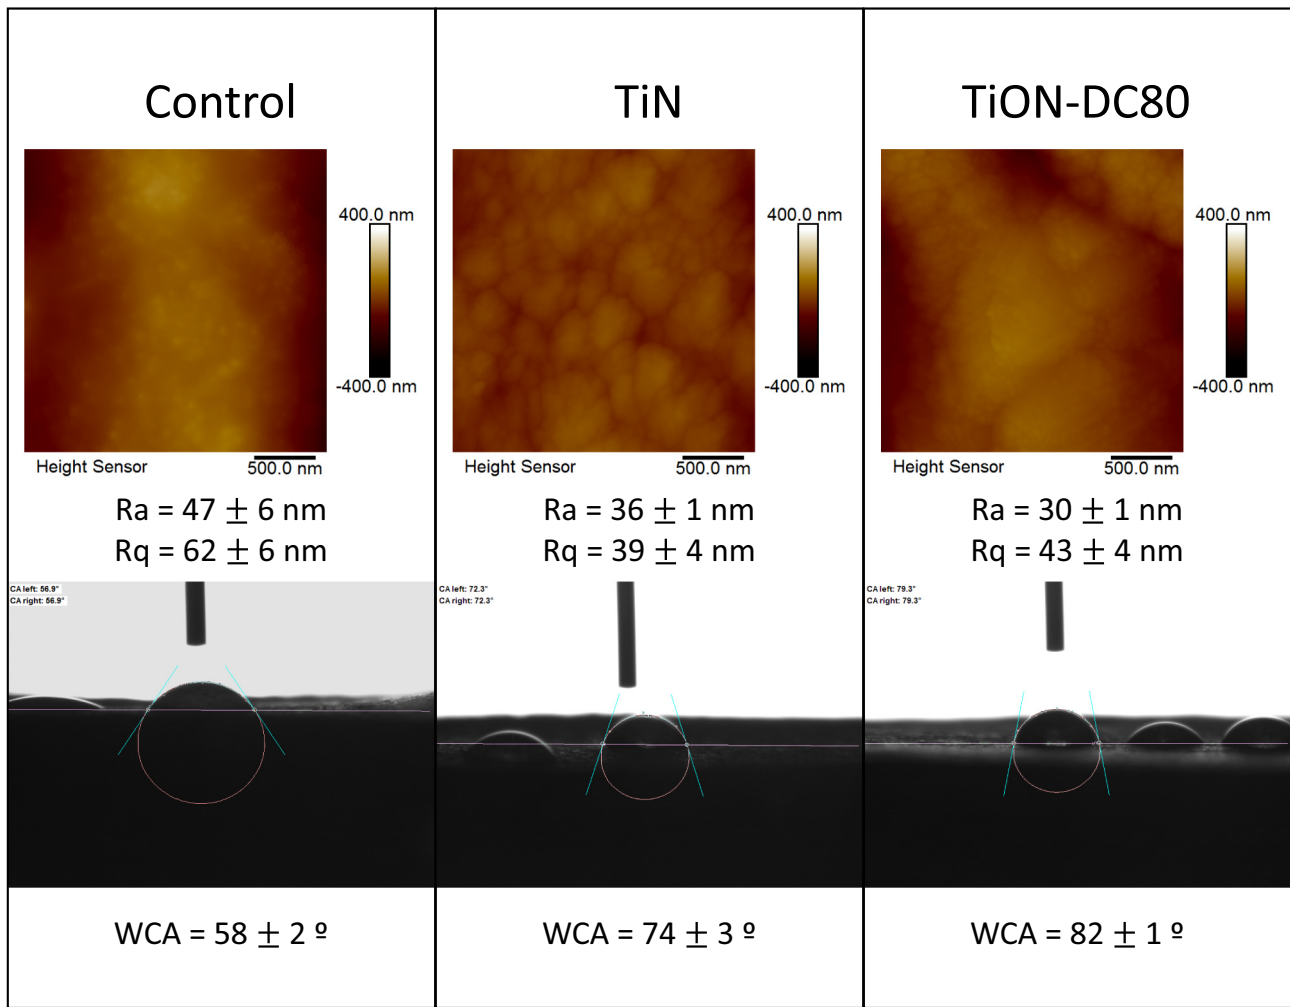 Control
400.0 nm
-400.0 nm
Height Sensor
500.0 nm
Ra = 47 ± 6 nm
Rq = 62 ± 6 nm
CA left: 56.9°
CA right: 56.9°
WCA = 58 ± 2 º
TiN
400.0 nm
-400.0 nm
Height Sensor
500.0 nm
Ra = 36 ± 1 nm
Rq = 39 ± 4 nm
CA left: 72.3°
CA right: 72.3°
WCA = 74 ± 3 º
TiON-DC80
400.0 nm
-400.0 nm
Height Sensor
500.0 nm
Ra = 30 ± 1 nm
Rq = 43 ± 4 nm
CA left: 79.3°
CA right: 79.3°
WCA = 82 ± 1 º